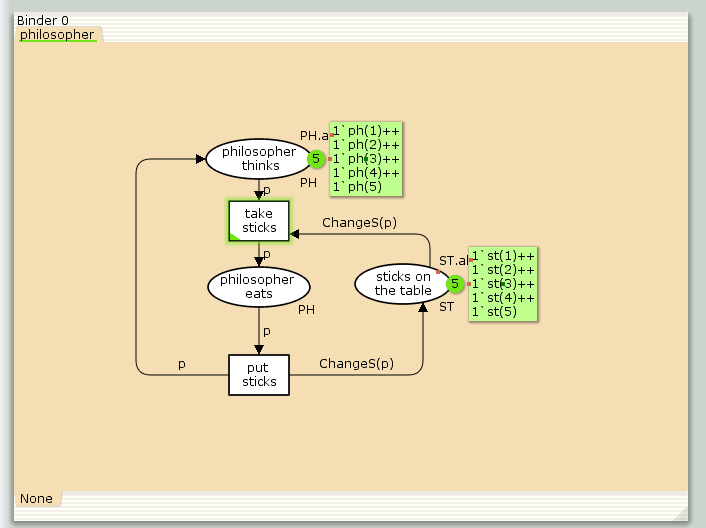 Binder 0
philosopher
PH.a
1`ph(1)++
1`ph(2)++
1`ph(3)++
1`ph(4)++
1`ph(5)
philosopher
thinks
5
PH
p
take
sticks
ChangeS(p)
p
ST.al
1`st(1)++
1`st(2)++
1`st(3)++
1`st(4)++
1`st(5)
sticks on
the table
5
philosopher
eats
PH
ST
p
p
put
sticks
ChangeS(p)
None